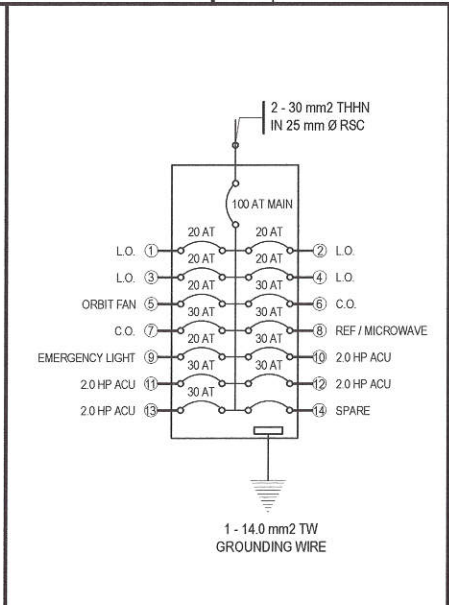 2 - 30 mm2 THHN
IN 25 mm Ø RSC
100 AT MAIN
20 AT 20 AT
L.O. 1 2 L.O.
20 AT 20 AT
L.O. 3 4 L.O.
20 AT 30 AT
ORBIT FAN 5 6 C.O.
30 AT 30 AT
C.O. 7 8 REF / MICROWAVE
20 AT 30 AT
EMERGENCY LIGHT 9 10 2.0 HP ACU
30 AT 30 AT
2.0 HP ACU 11 12 2.0 HP ACU
30 AT
2.0 HP ACU 13 14 SPARE
1 - 14.0 mm2 TW
GROUNDING WIRE